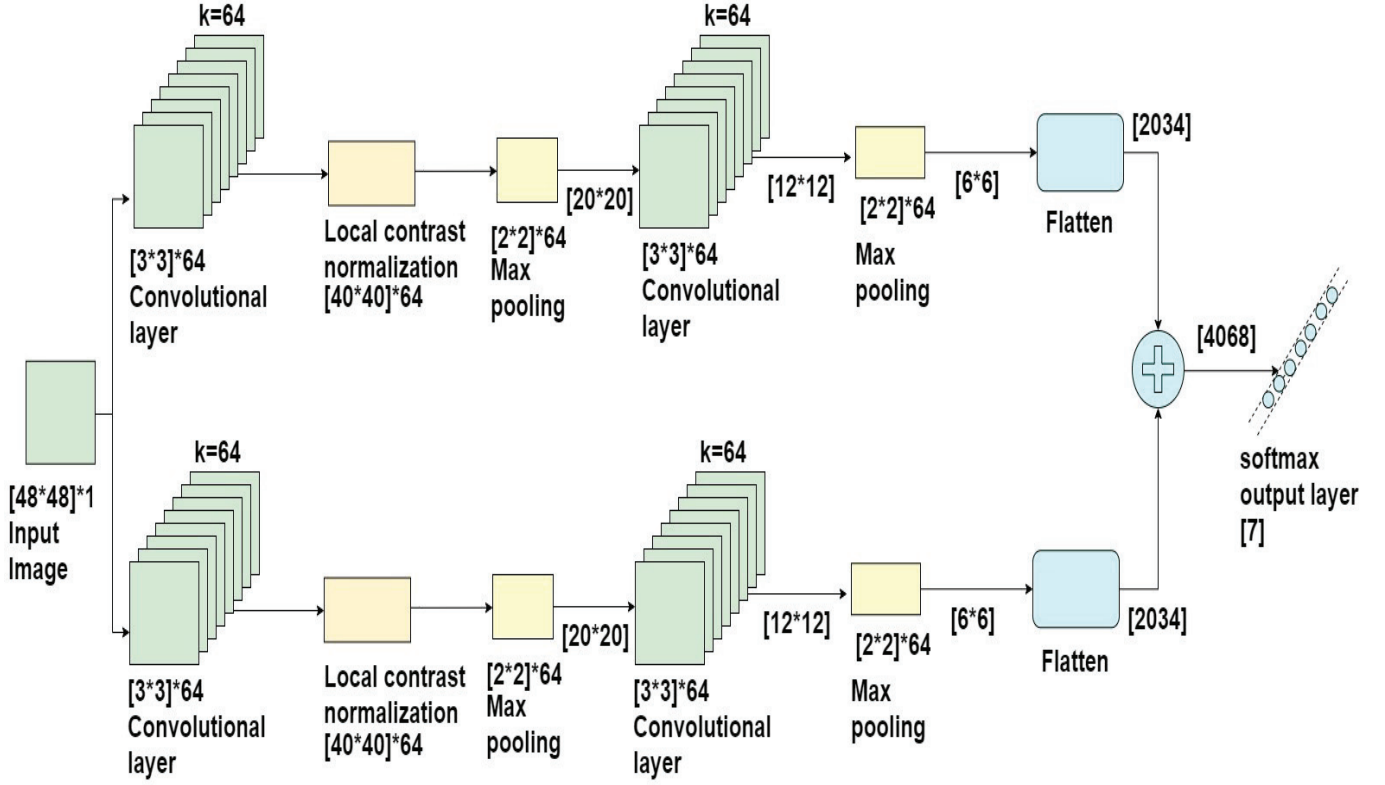 k=64
k=64
[2034]
[20*20]
[12*12]
[6*6]
[3*3]*64
Convolutional
layer
Local contrast
normalization
[40*40]*64
[2*2]*64
Max
pooling
[3*3]*64
Convolutional
layer
[2*2]*64
Max
pooling
Flatten
[4068]
softmax
output layer
[7]
[48*48]*1
Input
Image
k=64
k=64
[20*20]
[12*12]
[6*6]
[2034]
[3*3]*64
Convolutional
layer
Local contrast
normalization
[40*40]*64
[2*2]*64
Max
pooling
[3*3]*64
Convolutional
layer
[2*2]*64
Max
pooling
Flatten